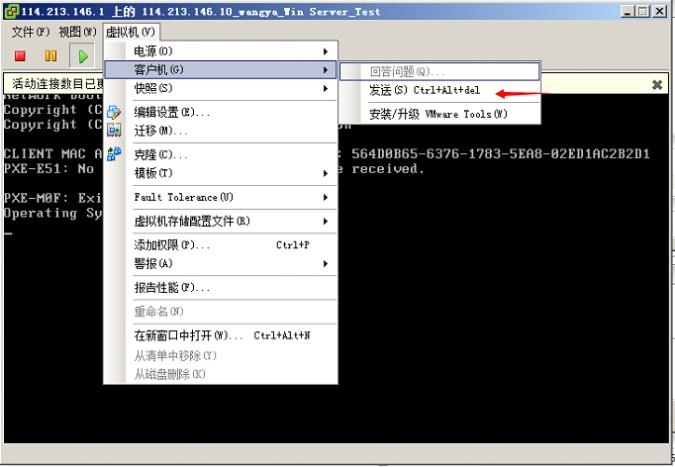 114.213.146.1 上的 114.213.146.10_wangya_Win Server_Test
文件(F) 视图(W) 虚拟机(V)
电源(O)
客户机(G)
快照(S)
编辑设置(E)...
迁移(M)...
克隆(C)...
模板(T)
Fault Tolerance(U)
虚拟机存储配置文件(R)
添加权限(P)... Ctrl+P
警报(A)
报告性能(F)...
重命名(N)
在新窗口中打开(W)... Ctrl+Alt+N
从清单中移除(Y)
从磁盘删除(K)
回答问题(Q)...
发送(S) Ctrl+Alt+del
安装/升级 VMware Tools(W)
活动连接数目已更
Network boot
Copyright (C
Copyright (C on
CLIENT MAC A : 564D0B65-6376-1783-5EA8-02ED1AC2B2D1
PXE-E51: No e received.
PXE-M0F: Exi
Operating Sy